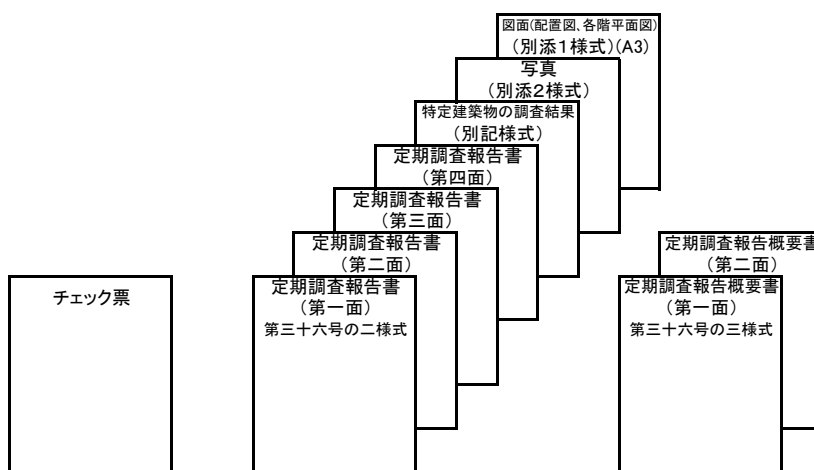 図面(配置図、各階平面図)
(別添1様式)(A3)
写真
(別添2様式)
特定建築物の調査結果
(別記様式)
定期調査報告書
(第四面)
定期調査報告書
(第三面)
定期調査報告書
(第二面)
定期調査報告書
(第一面)
第三十六号の二様式
チェック票
定期調査報告概要書
(第二面)
定期調査報告概要書
(第一面)
第三十六号の三様式